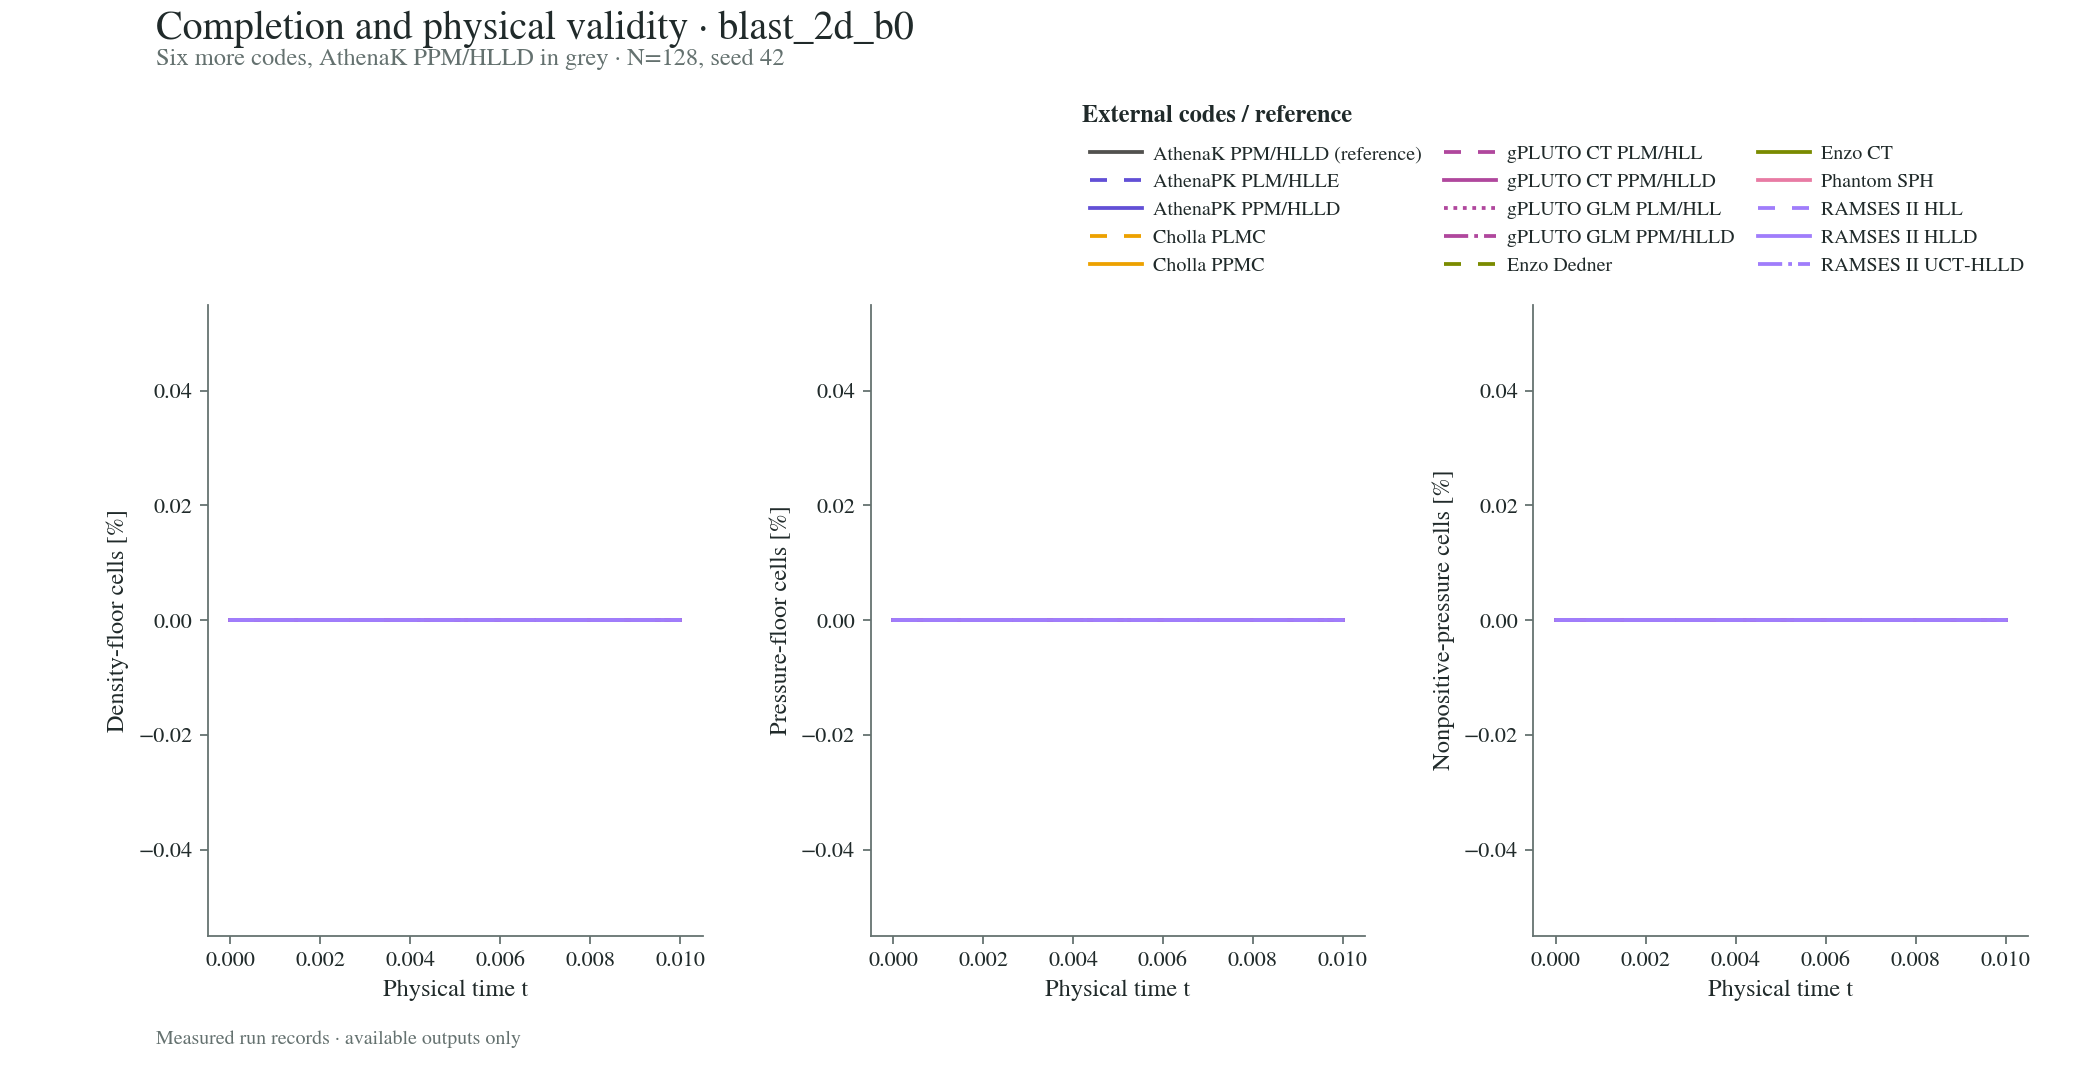 Completion and physical validity · blast_2d_b0
Six more codes, AthenaK PPM/HLLD in grey · N=128, seed 42
External codes / reference
AthenaK PPM/HLLD (reference)
AthenaPK PLM/HLLE
AthenaPK PPM/HLLD
Cholla PLMC
Cholla PPMC
gPLUTO CT PLM/HLL
gPLUTO CT PPM/HLLD
gPLUTO GLM PLM/HLL
gPLUTO GLM PPM/HLLD
Enzo Dedner
Enzo CT
Phantom SPH
RAMSES II HLL
RAMSES II HLLD
RAMSES II UCT-HLLD
Density-floor cells [%]
0.04
0.02
0.00
−0.02
−0.04
0.000 0.002 0.004 0.006 0.008 0.010
Physical time t
Pressure-floor cells [%]
0.04
0.02
0.00
−0.02
−0.04
0.000 0.002 0.004 0.006 0.008 0.010
Physical time t
Nonpositive-pressure cells [%]
0.04
0.02
0.00
−0.02
−0.04
0.000 0.002 0.004 0.006 0.008 0.010
Physical time t
Measured run records · available outputs only